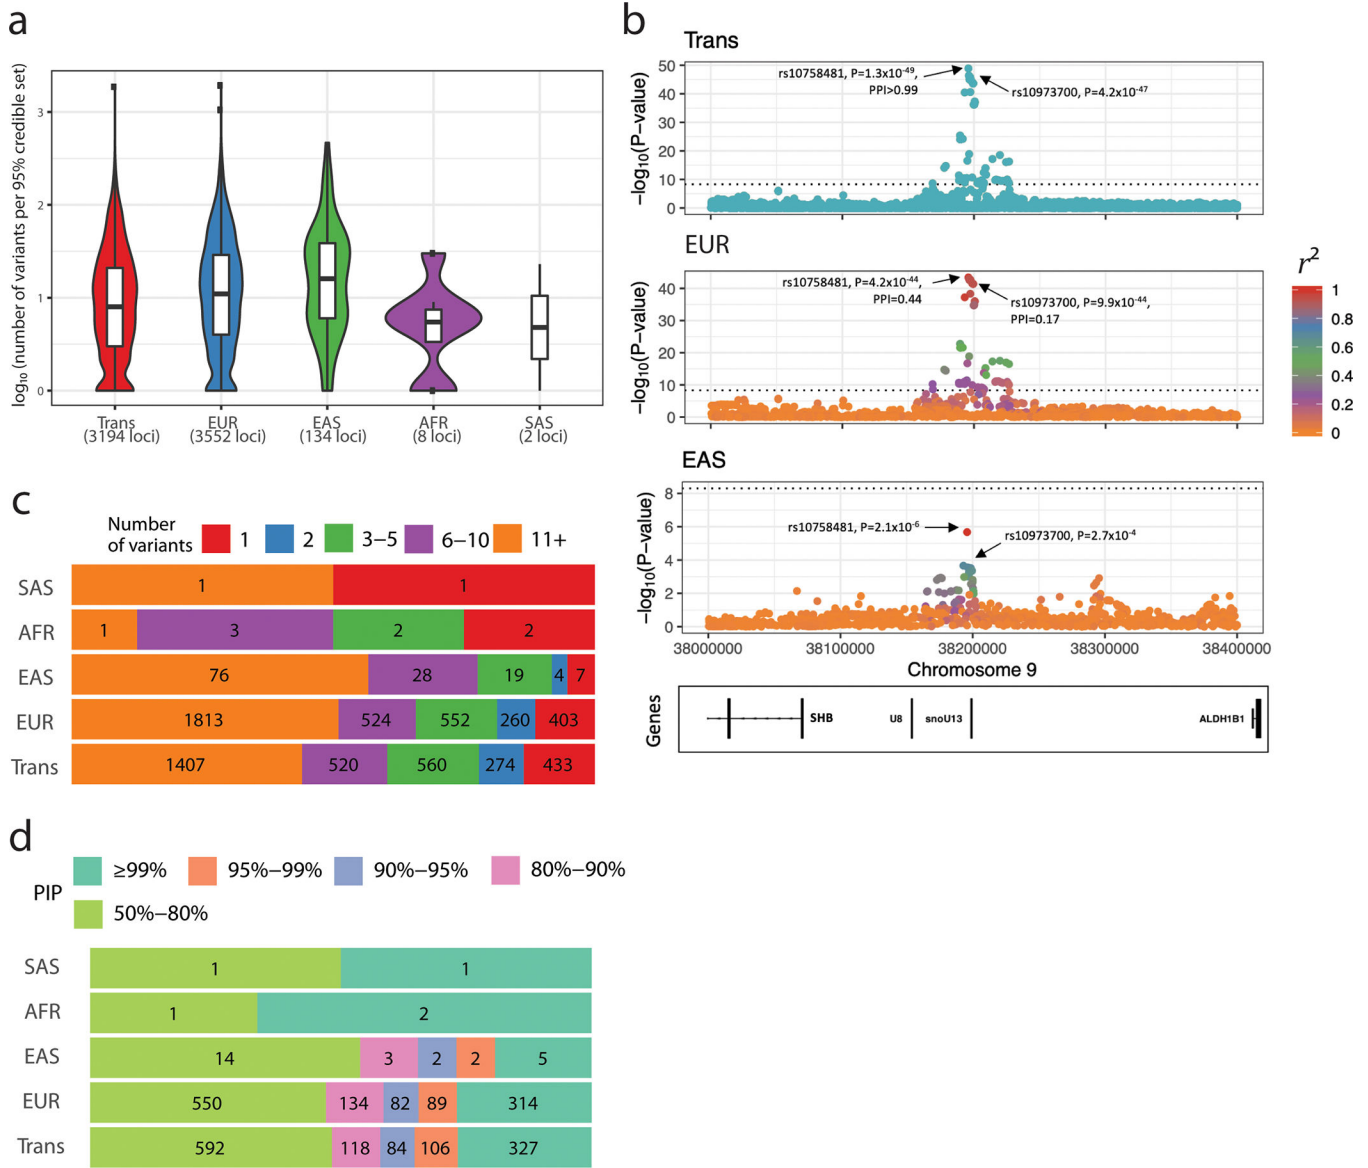 a
log10 (number of variants per 95% credible set)
3
2
1
0
Trans
(3194 loci)
EUR
(3552 loci)
EAS
(134 loci)
AFR
(8 loci)
SAS
(2 loci)
b
Trans
−log10(P−value)
50
40
30
20
10
0
rs10758481, P=1.3x10-49,
PPI>0.99
rs10973700, P=4.2x10-47
EUR
−log10(P−value)
40
30
20
10
0
rs10758481, P=4.2x10-44,
PPI=0.44
rs10973700, P=9.9x10-44,
PPI=0.17
r2
1
0.8
0.6
0.4
0.2
0
EAS
−log10(P−value)
8
6
4
2
0
rs10758481, P=2.1x10-6
rs10973700, P=2.7x10-4
38000000 38100000 38200000 38300000 38400000
Chromosome 9
Genes
SHB U8 snoU13 ALDH1B1
c
Number
of variants
1 2 3−5 6−10 11+
SAS 1 1
AFR 1 3 2 2
EAS 76 28 19 4 7
EUR 1813 524 552 260 403
Trans 1407 520 560 274 433
d
PIP
≥99% 95%−99% 90%−95% 80%−90%
50%−80%
SAS 1 1
AFR 1 2
EAS 14 3 2 2 5
EUR 550 134 82 89 314
Trans 592 118 84 106 327